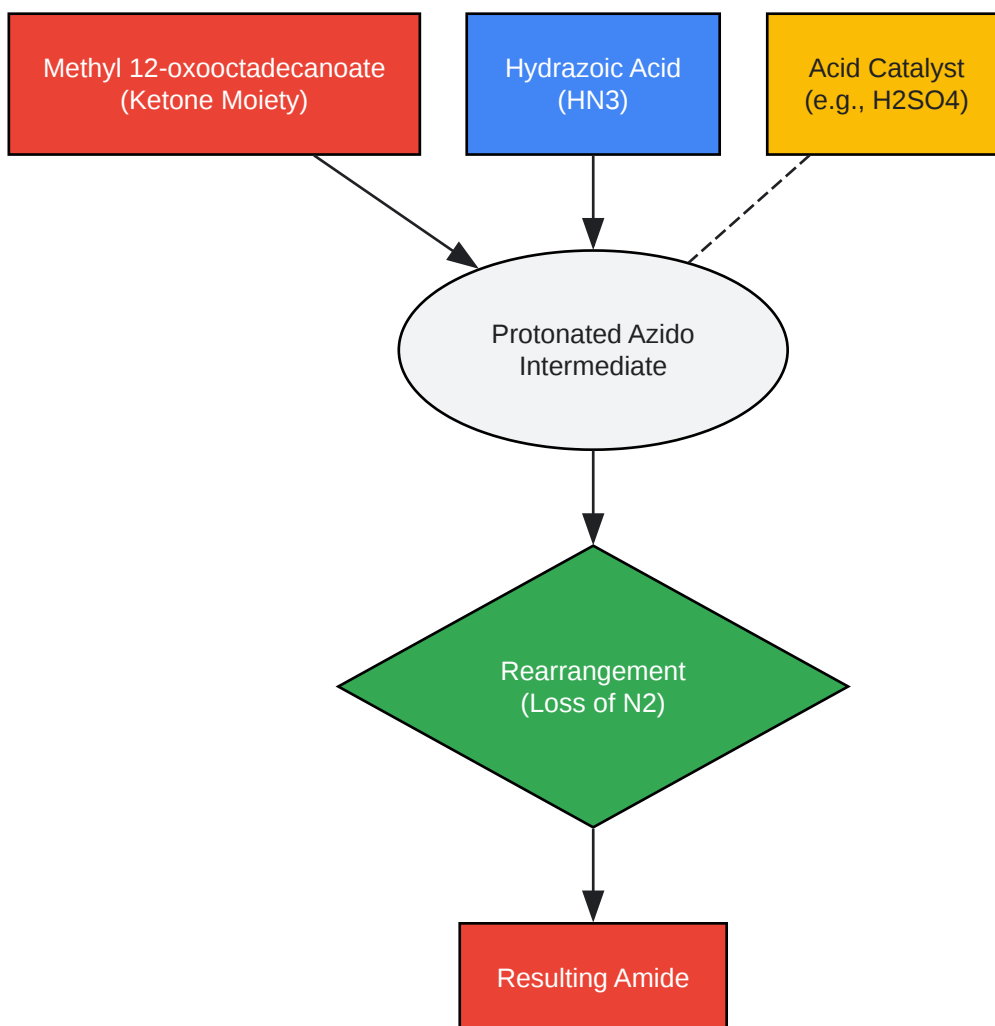 Methyl 12-oxooctadecanoate
(Ketone Moiety)
Hydrazoic Acid
(HN3)
Acid Catalyst
(e.g., H2SO4)
Protonated Azido
Intermediate
Rearrangement
(Loss of N2)
Resulting Amide